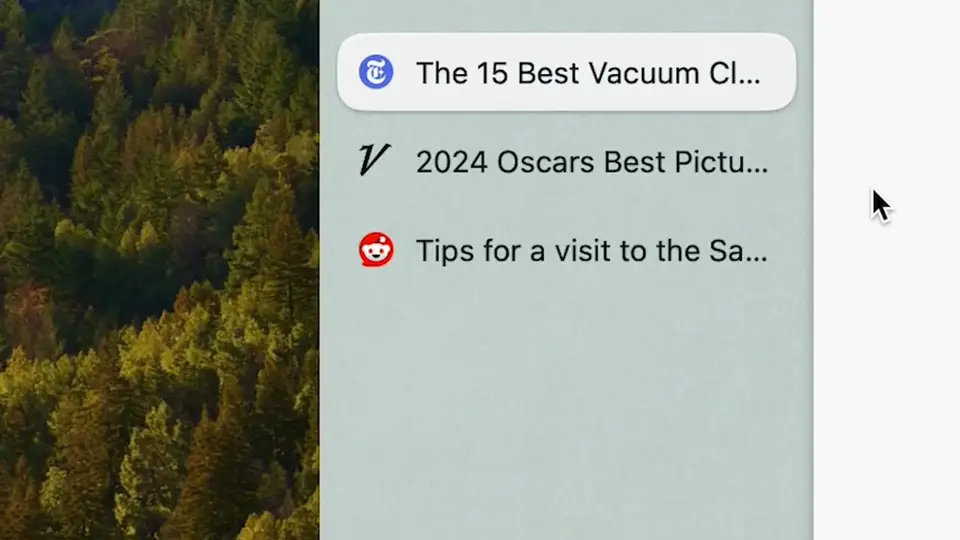 The 15 Best Vacuum Cl...
2024 Oscars Best Pictu...
Tips for a visit to the Sa...